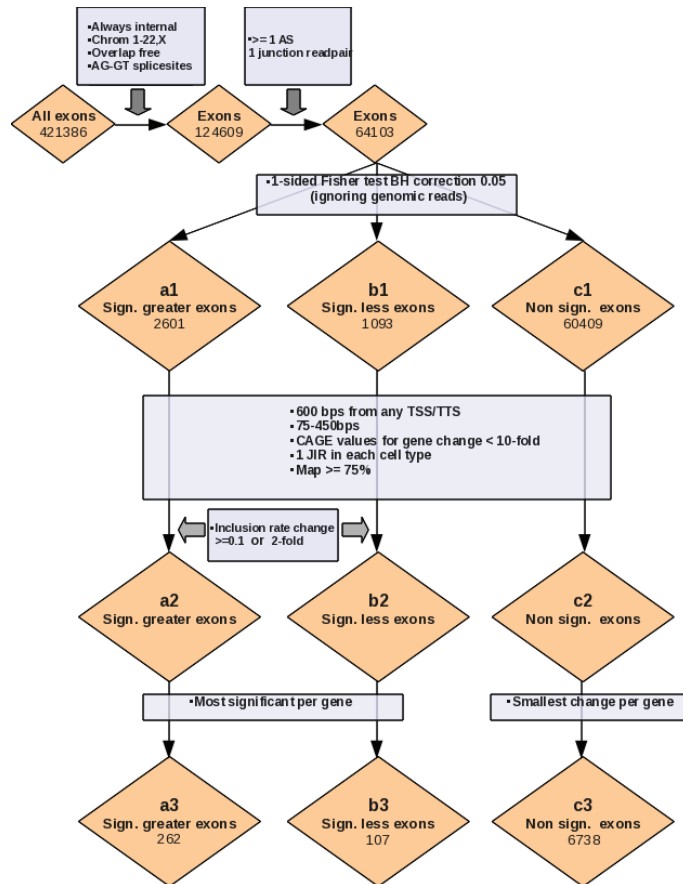 ▪Always internal
▪Chrom 1-22,X
▪Overlap free
▪AG-GT splicesites
▪>= 1 AS
1 junction readpair
All exons
421386
Exons
124609
Exons
64103
▪1-sided Fisher test BH correction 0.05
(ignoring genomic reads)
a1
Sign. greater exons
2601
b1
Sign. less exons
1093
c1
Non sign. exons
60409
▪600 bps from any TSS/TTS
▪75-450bps
▪CAGE values for gene change < 10-fold
▪1 JIR in each cell type
▪Map >= 75%
▪Inclusion rate change
>=0.1 or 2-fold
a2
Sign. greater exons
b2
Sign. less exons
c2
Non sign. exons
▪Most significant per gene
▪Smallest change per gene
a3
Sign. greater exons
262
b3
Sign. less exons
107
c3
Non sign. exons
6738